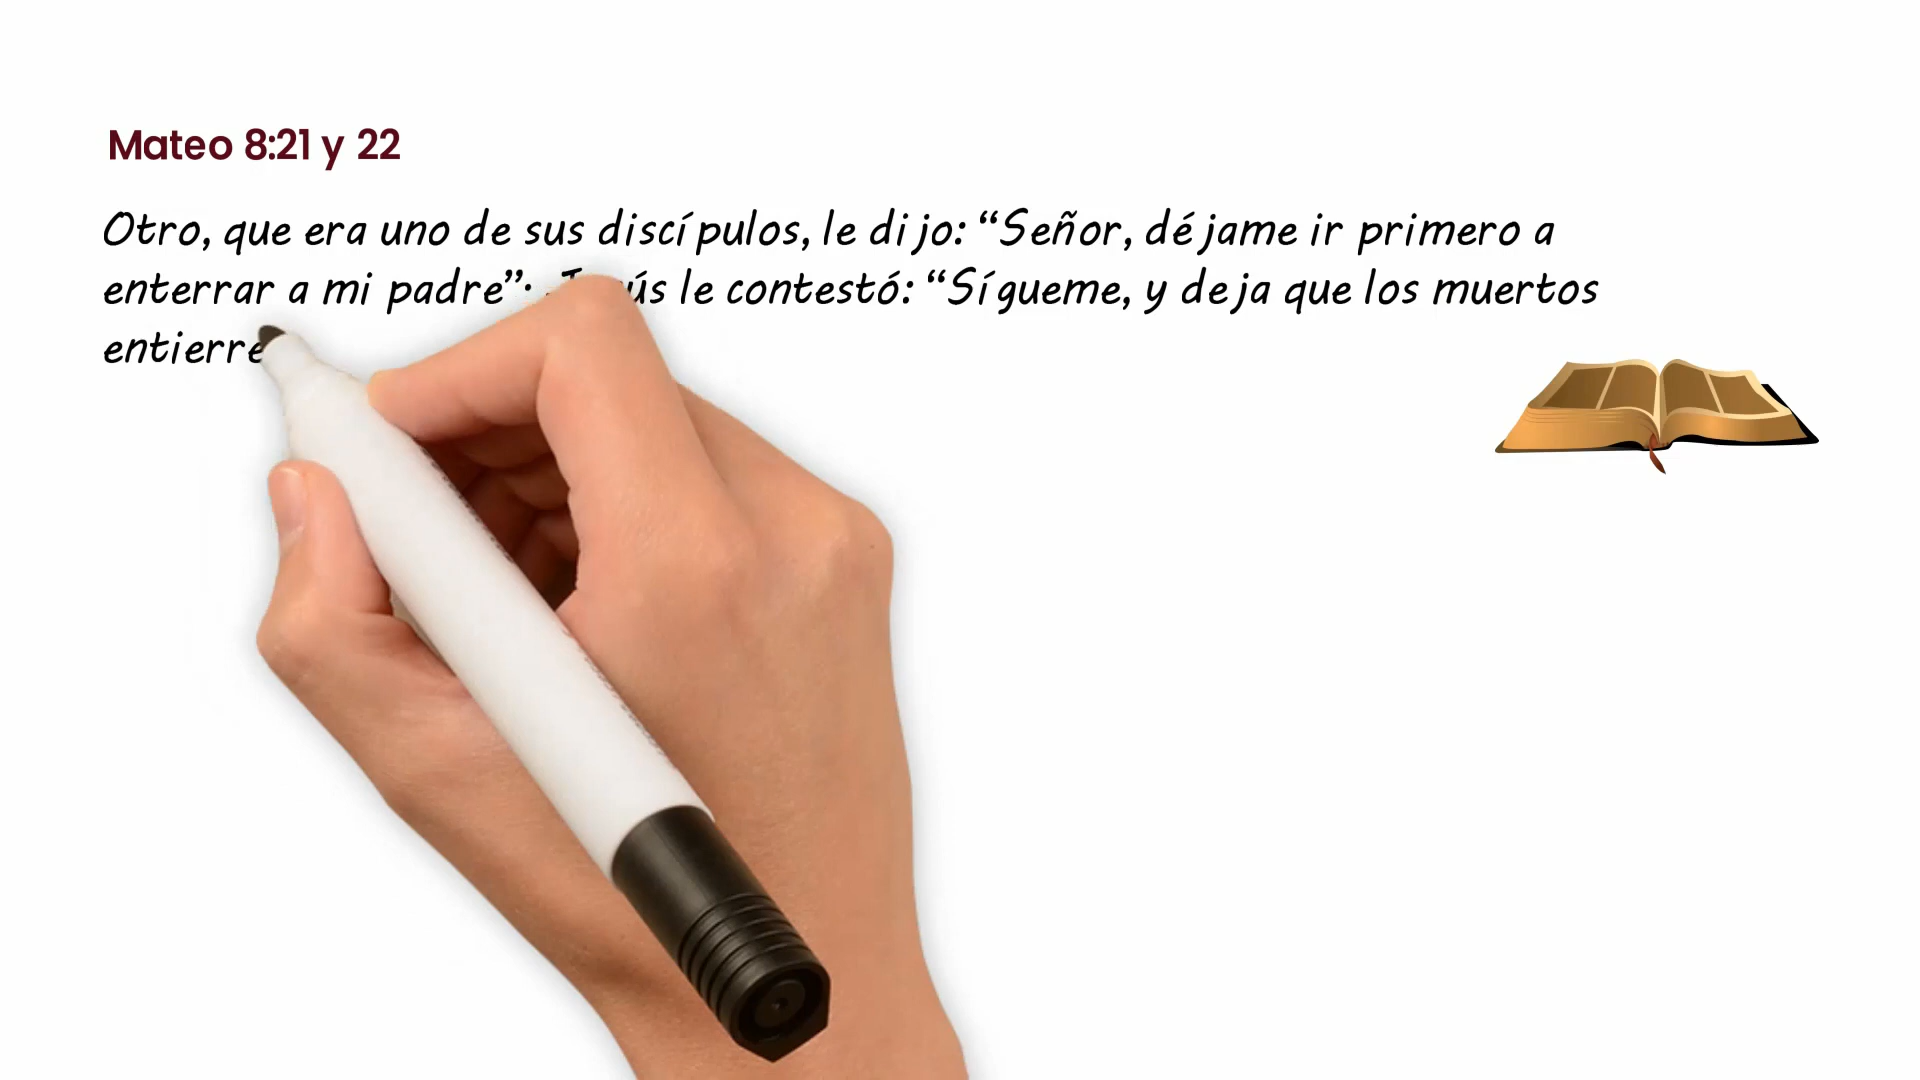 Mateo 8:21 y 22
Otro, que era uno de sus discípulos, le dijo: “Señor, déjame ir primero a
enterrar a mi padre”. Jesús le contestó: “Sígueme, y deja que los muertos
entierre